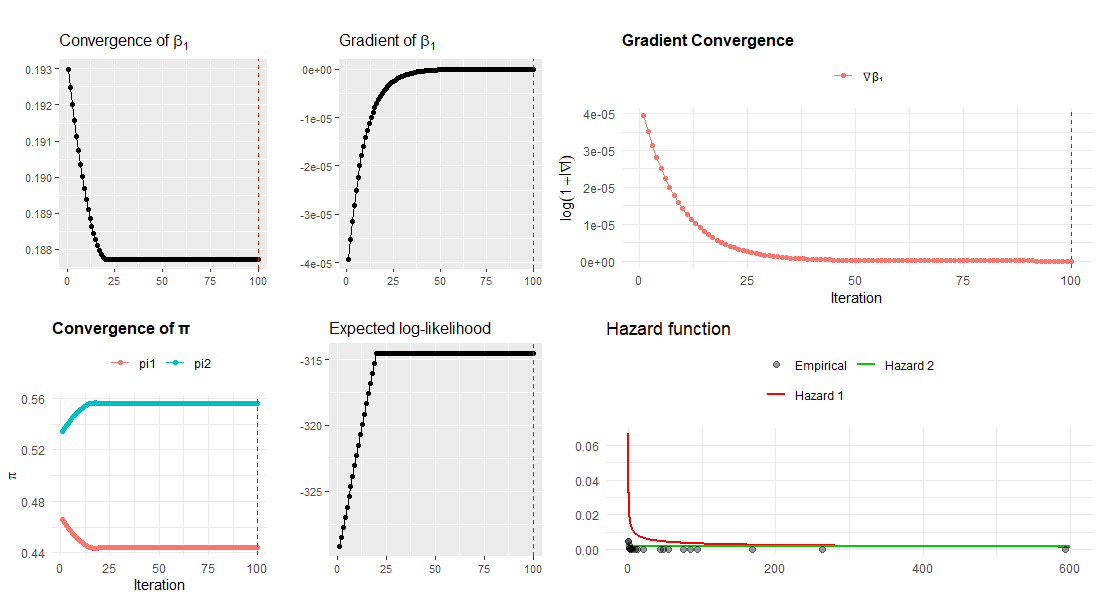 Convergence of β₁
0.193
0.192
0.191
0.190
0.189
0.188
0 25 50 75 100
Gradient of β₁
0e+00
-1e-05
-2e-05
-3e-05
-4e-05
0 25 50 75 100
Gradient Convergence
∇β₁
log(1 +|∇|)
4e-05
3e-05
2e-05
1e-05
0e+00
0 25 50 75 100
Iteration
Convergence of π
pi1 pi2
π
0.56
0.52
0.48
0.44
0 25 50 75 100
Iteration
Expected log-likelihood
-315
-320
-325
0 25 50 75 100
Hazard function
Empirical Hazard 2
Hazard 1
0.06
0.04
0.02
0.00
0 200 400 600